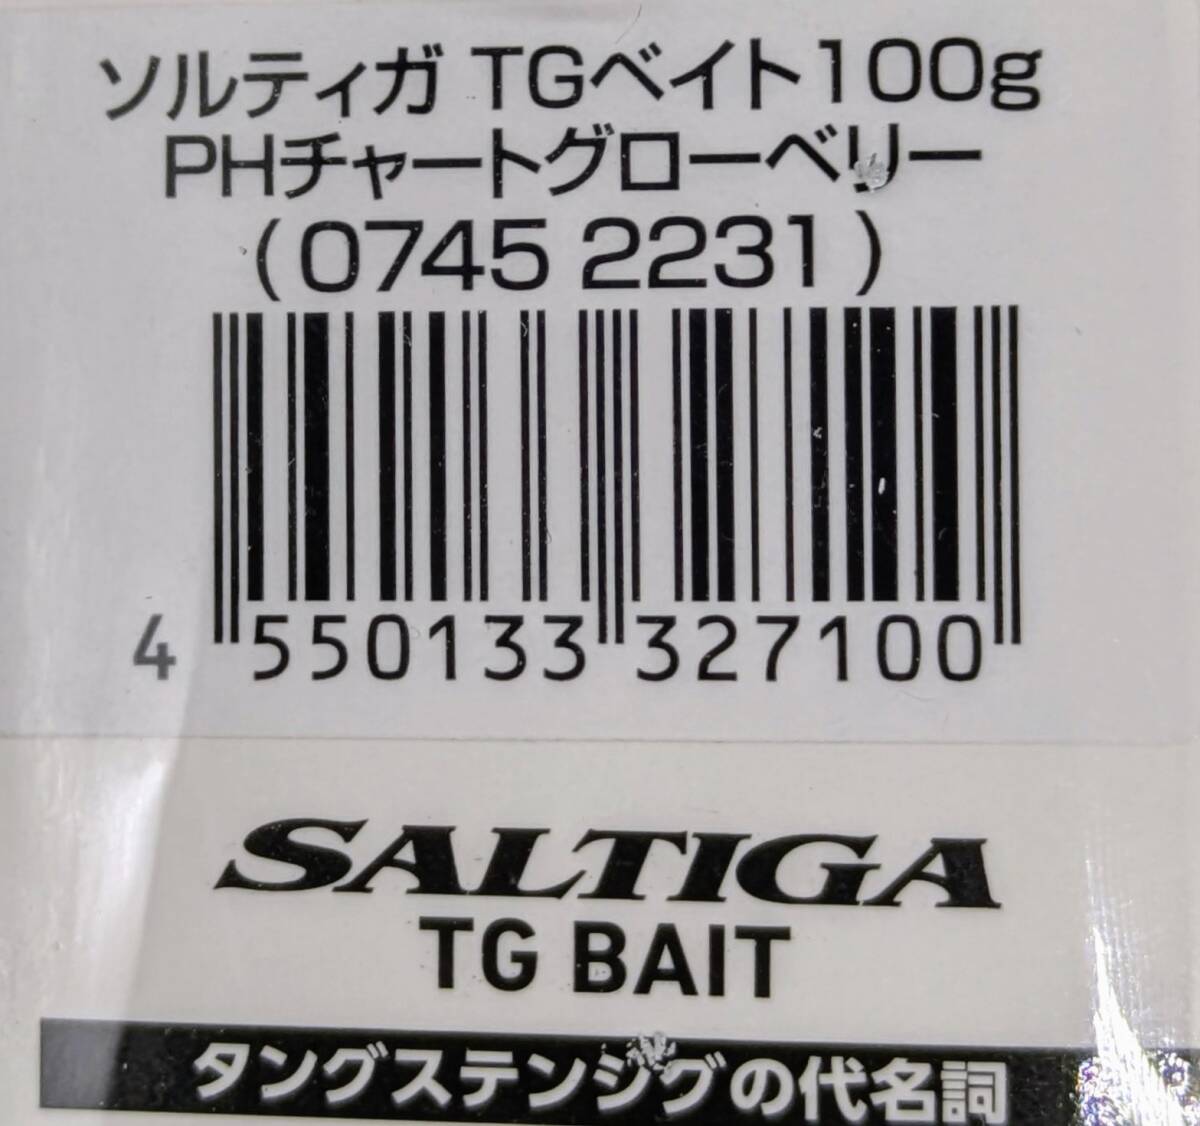 ソルティガ TGベイト100g
PHチャートグローベリー
(0745 2231)
4 550133 327100
SALTIGA
TG BAIT
タングステンジグの代名詞